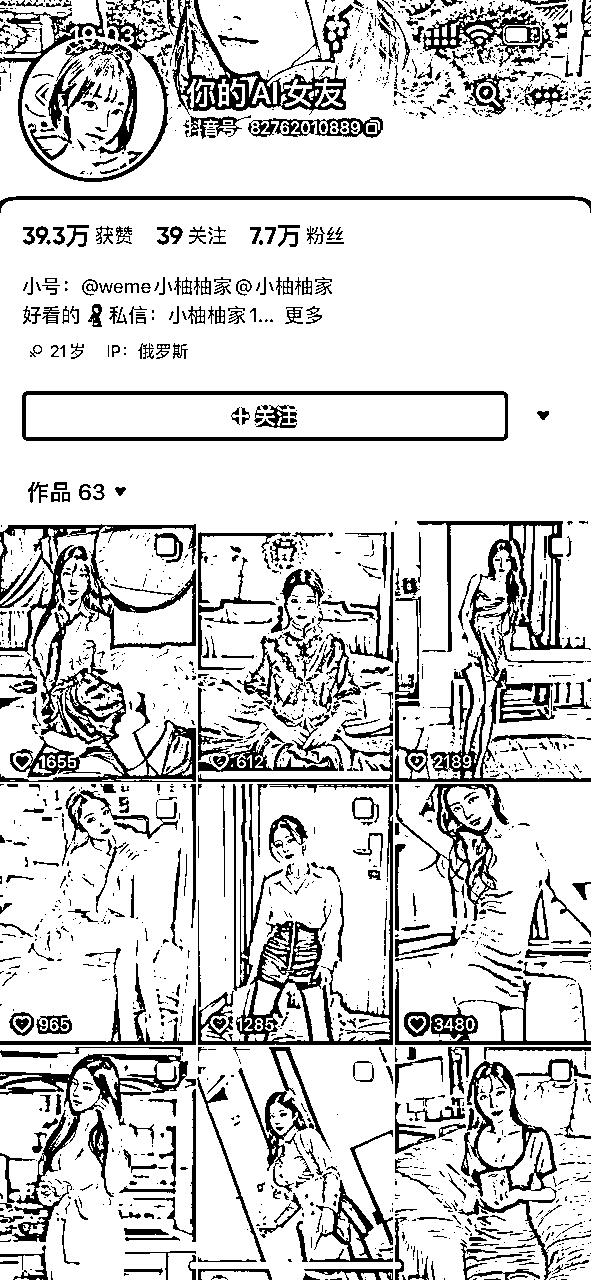 19:03
你的AI女友
抖音号：82762010889
39.3万 获赞 39 关注 7.7万 粉丝
小号：@weme小柚柚家@小柚柚家
好看的 私信：小柚柚家1... 更多
21岁 IP：俄罗斯
+ 关注
作品 63
1655
612
2189
965
1285
3480